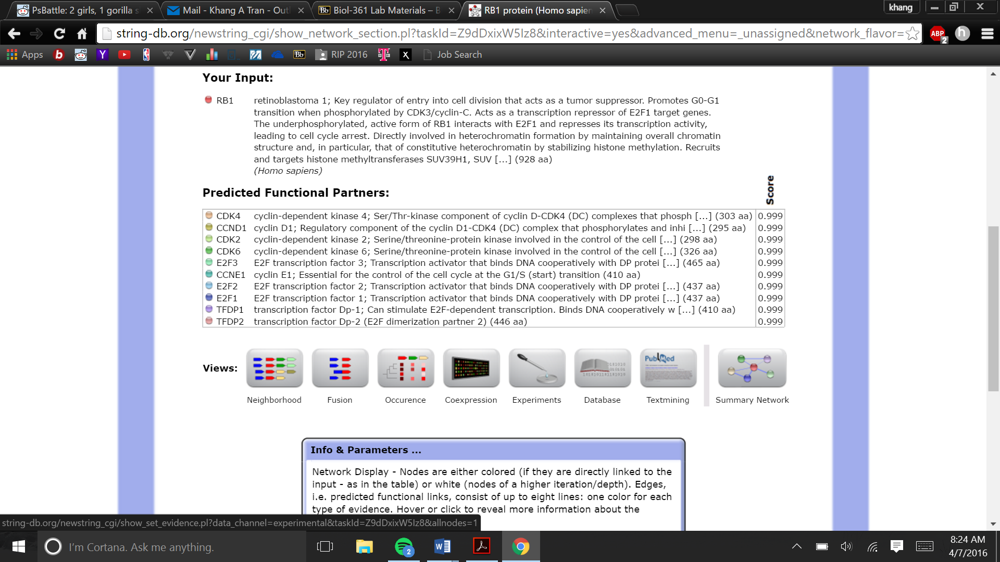 PsBattle: 2 girls, 1 gorilla s
Mail - Khang A Tran - Out
Bb Biol-361 Lab Materials – B
RB1 protein (Homo sapien
khang
string-db.org/newstring_cgi/show_network_section.pl?taskId=Z9dDxixW5Iz8&interactive=yes&advanced_menu=_unassigned&network_flavor=
ABP 2 h
Apps b Y Bb RIP 2016 T X Job Search
Your Input:
RB1 retinoblastoma 1; Key regulator of entry into cell division that acts as a tumor suppressor. Promotes G0-G1
transition when phosphorylated by CDK3/cyclin-C. Acts as a transcription repressor of E2F1 target genes.
The underphosphorylated, active form of RB1 interacts with E2F1 and represses its transcription activity,
leading to cell cycle arrest. Directly involved in heterochromatin formation by maintaining overall chromatin
structure and, in particular, that of constitutive heterochromatin by stabilizing histone methylation. Recruits
and targets histone methyltransferases SUV39H1, SUV [...] (928 aa)
(Homo sapiens)
Predicted Functional Partners:
Score
CDK4 cyclin-dependent kinase 4; Ser/Thr-kinase component of cyclin D-CDK4 (DC) complexes that phosph [...] (303 aa) 0.999
CCND1 cyclin D1; Regulatory component of the cyclin D1-CDK4 (DC) complex that phosphorylates and inhi [...] (295 aa) 0.999
CDK2 cyclin-dependent kinase 2; Serine/threonine-protein kinase involved in the control of the cell [...] (298 aa) 0.999
CDK6 cyclin-dependent kinase 6; Serine/threonine-protein kinase involved in the control of the cell [...] (326 aa) 0.999
E2F3 E2F transcription factor 3; Transcription activator that binds DNA cooperatively with DP protei [...] (465 aa) 0.999
CCNE1 cyclin E1; Essential for the control of the cell cycle at the G1/S (start) transition (410 aa) 0.999
E2F2 E2F transcription factor 2; Transcription activator that binds DNA cooperatively with DP protei [...] (437 aa) 0.999
E2F1 E2F transcription factor 1; Transcription activator that binds DNA cooperatively with DP protei [...] (437 aa) 0.999
TFDP1 transcription factor Dp-1; Can stimulate E2F-dependent transcription. Binds DNA cooperatively w [...] (410 aa) 0.999
TFDP2 transcription factor Dp-2 (E2F dimerization partner 2) (446 aa) 0.999
Views:
PubMed
Neighborhood Fusion Occurence Coexpression Experiments Database Textmining Summary Network
Info & Parameters ...
Network Display - Nodes are either colored (if they are directly linked to the
input - as in the table) or white (nodes of a higher iteration/depth). Edges,
i.e. predicted functional links, consist of up to eight lines: one color for each
type of evidence. Hover or click to reveal more information about the
string-db.org/newstring_cgi/show_set_evidence.pl?data_channel=experimental&taskId=Z9dDxixW5Iz8&allnodes=1
I'm Cortana. Ask me anything.
2
8:24 AM
4/7/2016